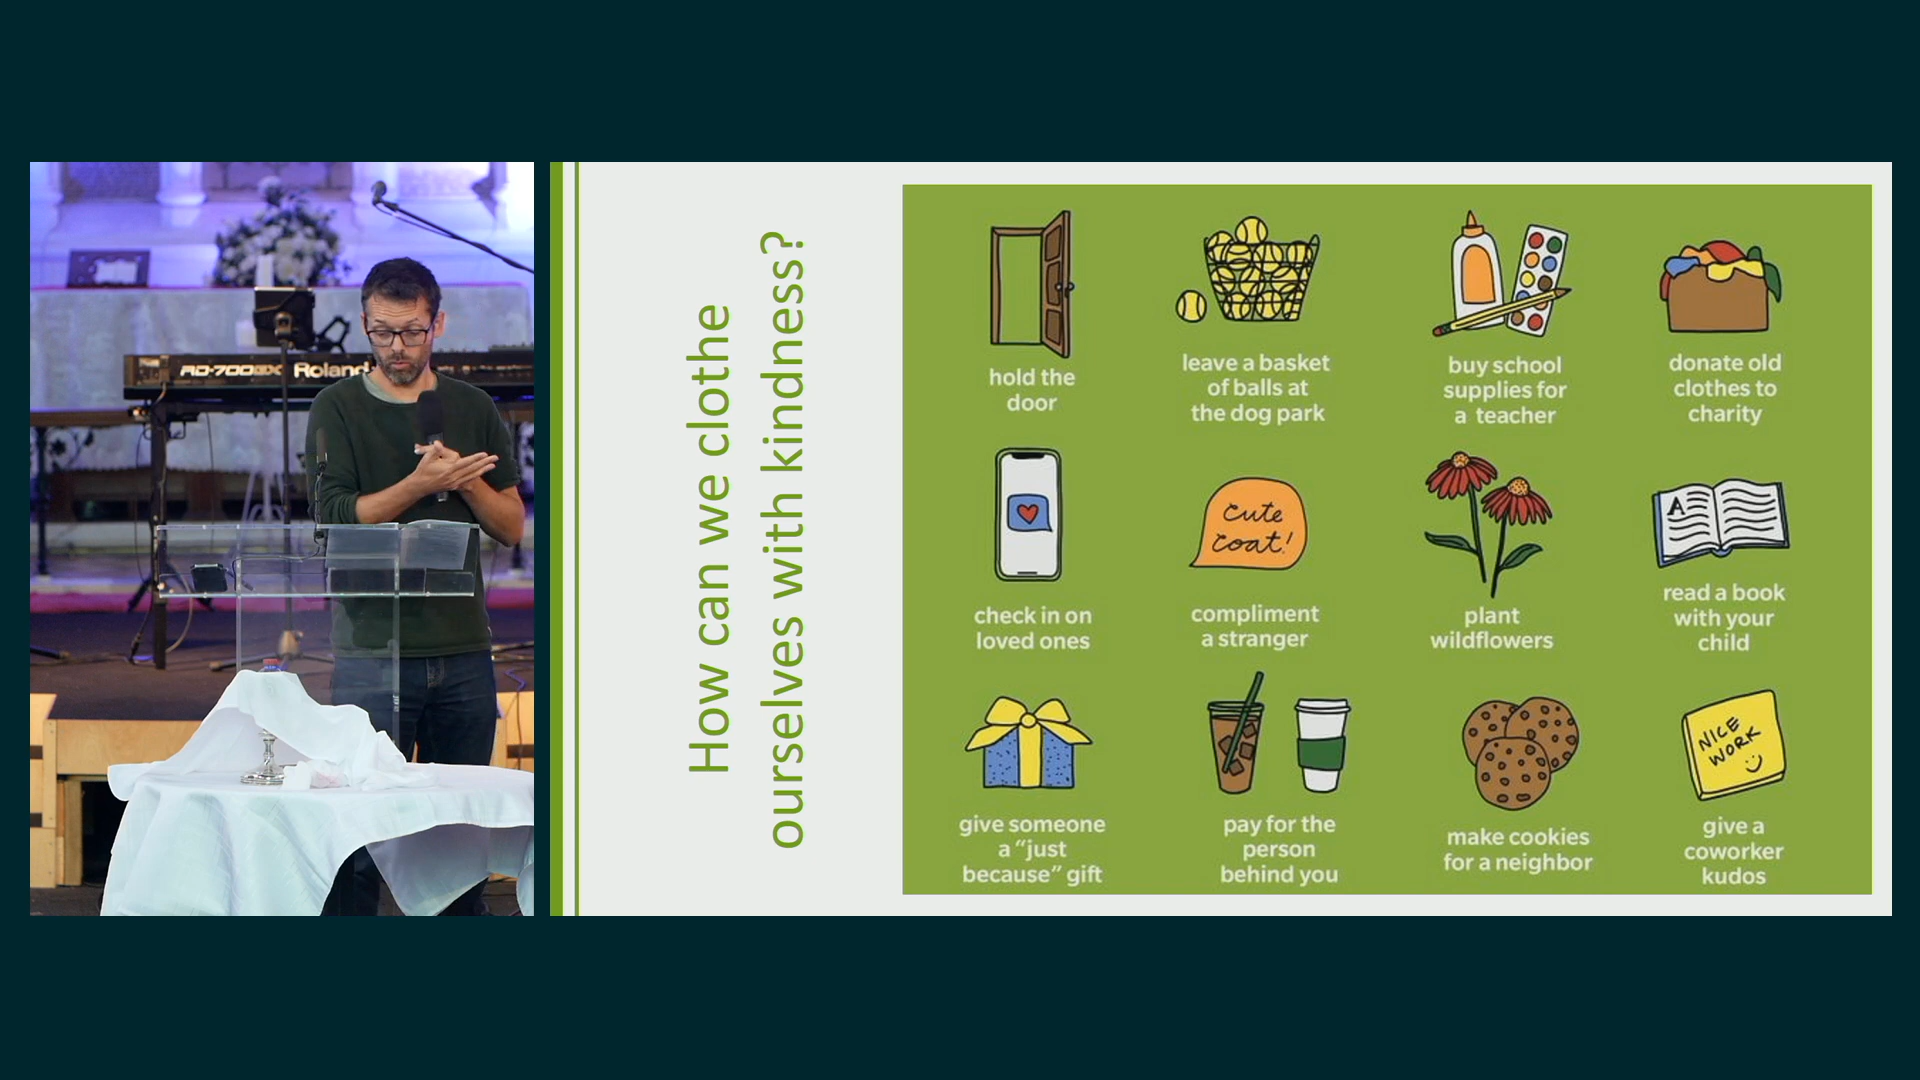 RD-700GX Roland
How can we clothe
ourselves with kindness?
hold the
door
leave a basket
of balls at
the dog park
buy school
supplies for
a teacher
donate old
clothes to
charity
A
check in on
loved ones
cute
coat!
compliment
a stranger
plant
wildflowers
read a book
with your
child
give someone
a "just
because" gift
pay for the
person
behind you
make cookies
for a neighbor
NICE
WORK
give a
coworker
kudos